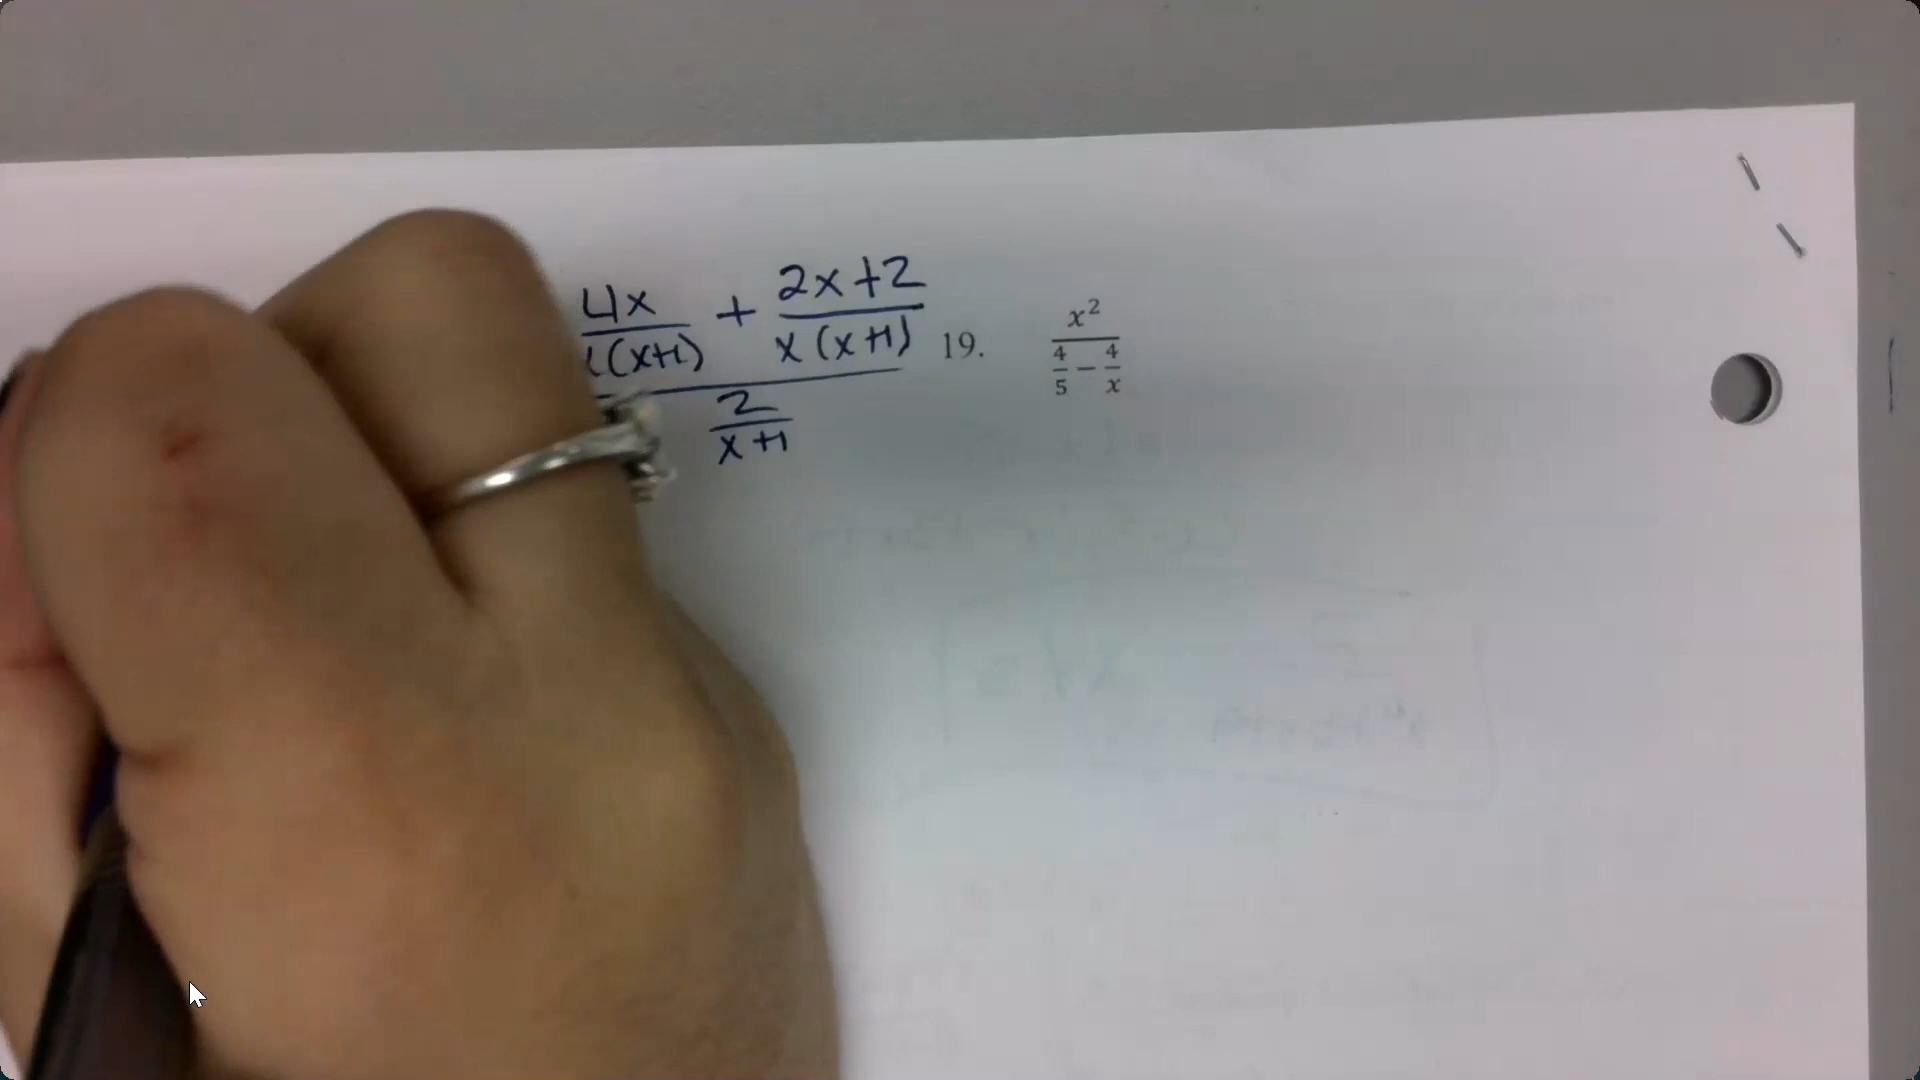 4x + 2x+2
(x+1) x(x+1)
2
x+1
19. x²
4/5 − 4/x